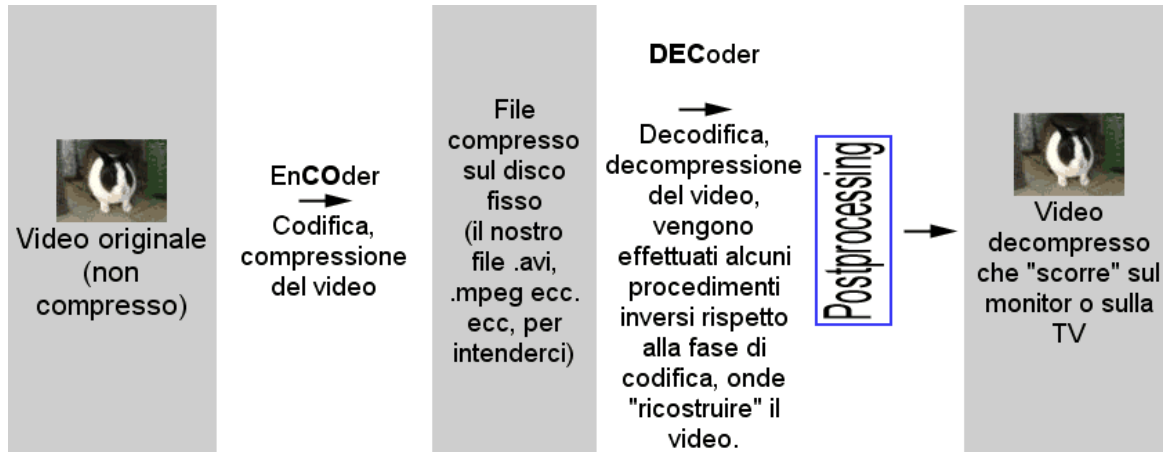 Video originale
(non
compresso)
EnCOder
Codifica,
compressione
del video
File
compresso
sul disco
fisso
(il nostro
file .avi,
.mpeg ecc.
ecc, per
intenderci)
DECoder
Decodifica,
decompressione
del video,
vengono
effettuati alcuni
procedimenti
inversi rispetto
alla fase di
codifica, onde
"ricostruire" il
video.
Postprocessing
Video
decompresso
che "scorre" sul
monitor o sulla
TV